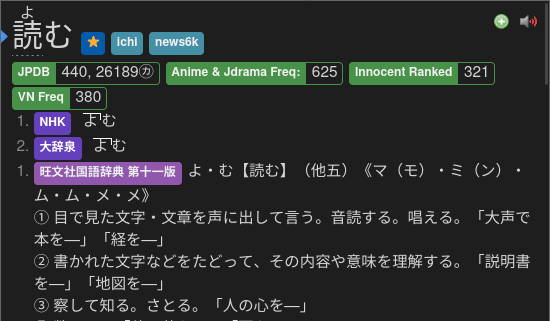 よ
読む
★ ichi news6k
JPDB 440, 26189㋕ Anime & Jdrama Freq: 625 Innocent Ranked 321
VN Freq 380
1. NHK よむ
2. 大辞泉 よむ
1. 旺文社国語辞典 第十一版 よ・む【読む】（他五）《マ（モ）・ミ（ン）・
ム・ム・メ・メ》
① 目で見た文字・文章を声に出して言う。音読する。唱える。「大声で
本を―」「経を―」
② 書かれた文字などをたどって、その内容や意味を理解する。「説明書
を―」「地図を―」
③ 察して知る。さとる。「人の心を―」